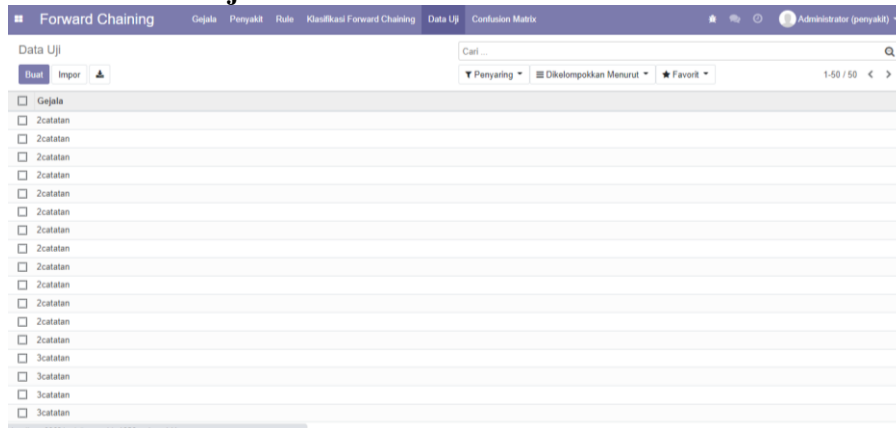 Forward Chaining Gejala Penyakit Rule Klasifikasi Forward Chaining Data Uji Confusion Matrix Administrator (penyakit)
Data Uji Cari ...
Buat Impor Penyaring Dikelompokkan Menurut Favorit 1-50 / 50
Gejala
2catatan
2catatan
2catatan
2catatan
2catatan
2catatan
2catatan
2catatan
2catatan
2catatan
2catatan
2catatan
2catatan
3catatan
3catatan
3catatan
3catatan